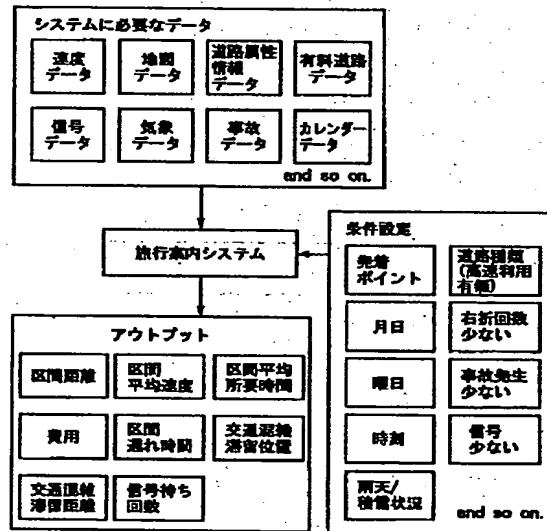 システムに必要なデータ
速度
データ
地図
データ
道路属性
情報
データ
有料道路
データ
信号
データ
気象
データ
事故
データ
カレンダー
データ
and so on.
旅行案内システム
条件設定
発着
ポイント
道路種類
(高速利用
有無)
月日
右折回数
少ない
曜日
事故発生
少ない
時刻
信号
少ない
雨天/
積雪状況
and so on.
アウトプット
区間距離
区間
平均速度
区間平均
所要時間
費用
区間
遅れ時間
交通混雑
滞留位置
交通混雑
滞留距離
信号待ち
回数